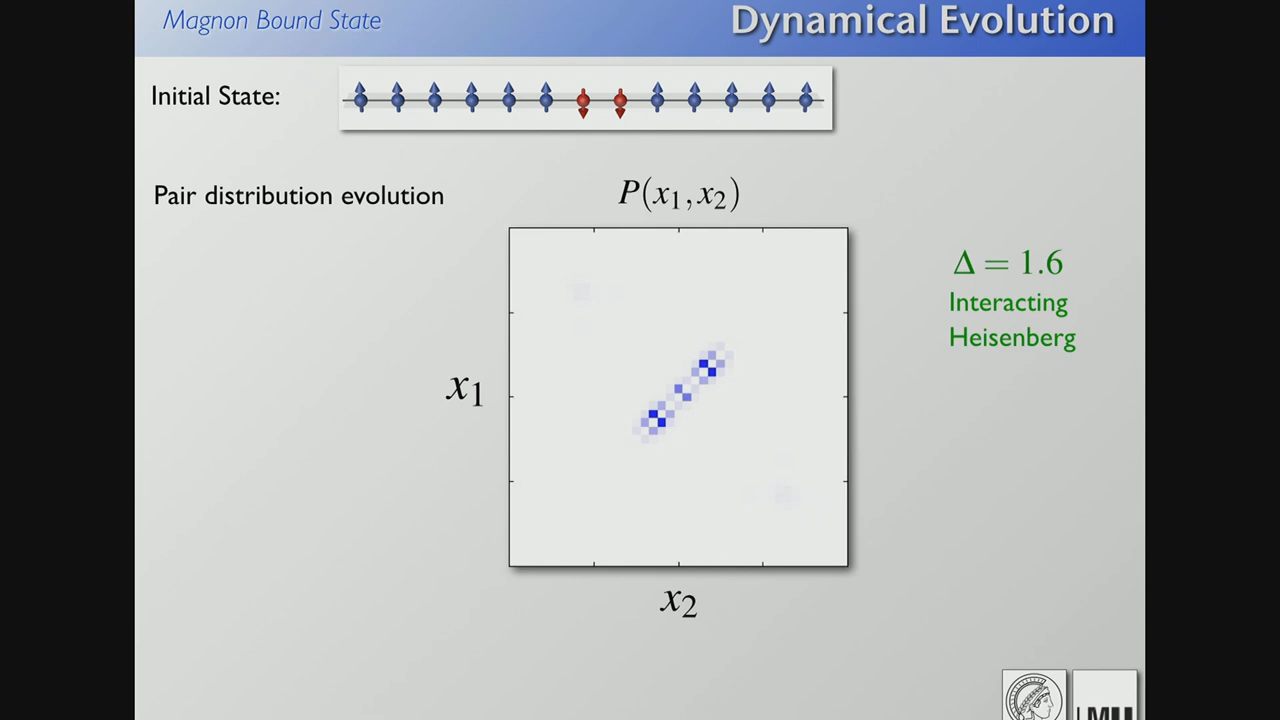 Magnon Bound State
Dynamical Evolution
Initial State:
Pair distribution evolution
P(x₁, x₂)
Δ = 1.6
Interacting
Heisenberg
x₁
x₂